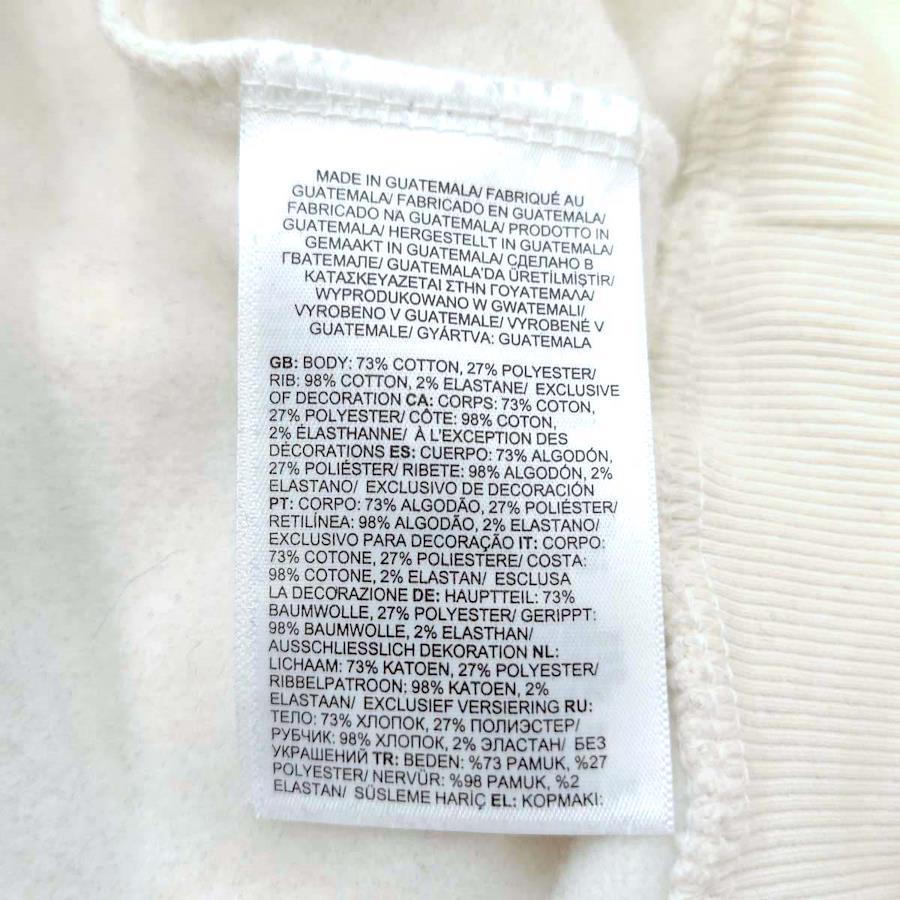 MADE IN GUATEMALA/ FABRIQUÉ AU
GUATEMALA/ FABRICADO EN GUATEMALA/
FABRICADO NA GUATEMALA/ PRODOTTO IN
GUATEMALA/ HERGESTELLT IN GUATEMALA/
GEMAAKT IN GUATEMALA/ СДЕЛАНО В
ГВАТЕМАЛЕ/ GUATEMALA'DA ÜRETİLMİŞTİR/
ΚΑΤΑΣΚΕΥΑΖΕΤΑΙ ΣΤΗΝ ΓΟΥΑΤΕΜΑΛΑ/
WYPRODUKOWANO W GWATEMALI/
VYROBENO V GUATEMALE/ VYROBENÉ V
GUATEMALE/ GYÁRTVA: GUATEMALA
GB: BODY: 73% COTTON, 27% POLYESTER/
RIB: 98% COTTON, 2% ELASTANE/ EXCLUSIVE
OF DECORATION CA: CORPS: 73% COTON,
27% POLYESTER/ CÔTE: 98% COTON,
2% ÉLASTHANNE/ À L'EXCEPTION DES
DÉCORATIONS ES: CUERPO: 73% ALGODÓN,
27% POLIÉSTER/ RIBETE: 98% ALGODÓN, 2%
ELASTANO/ EXCLUSIVO DE DECORACIÓN
PT: CORPO: 73% ALGODÃO, 27% POLIÉSTER/
RETILÍNEA: 98% ALGODÃO, 2% ELASTANO/
EXCLUSIVO PARA DECORAÇÃO IT: CORPO:
73% COTONE, 27% POLIESTERE/ COSTA:
98% COTONE, 2% ELASTAN/ ESCLUSA
LA DECORAZIONE DE: HAUPTTEIL: 73%
BAUMWOLLE, 27% POLYESTER/ GERIPPT:
98% BAUMWOLLE, 2% ELASTHAN/
AUSSCHLIESSLICH DEKORATION NL:
LICHAAM: 73% KATOEN, 27% POLYESTER/
RIBBELPATROON: 98% KATOEN, 2%
ELASTAAN/ EXCLUSIEF VERSIERING RU:
ТЕЛО: 73% ХЛОПОК, 27% ПОЛИЭСТЕР/
РУБЧИК: 98% ХЛОПОК, 2% ЭЛАСТАН/ БЕЗ
УКРАШЕНИЙ TR: BEDEN: %73 PAMUK, %27
POLYESTER/ NERVÜR: %98 PAMUK, %2
ELASTAN/ SÜSLEME HARİÇ EL: ΚΟΡΜΑΚΙ: